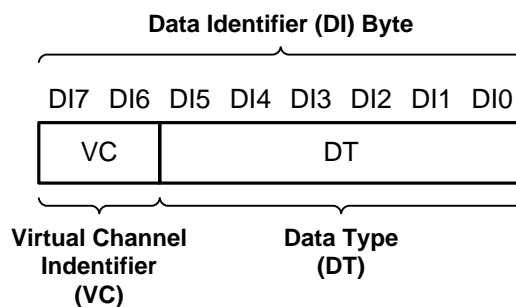 Data Identifier (DI) Byte
DI7 DI6 DI5 DI4 DI3 DI2 DI1 DI0
VC DT
Virtual Channel
Indentifier
(VC)
Data Type
(DT)